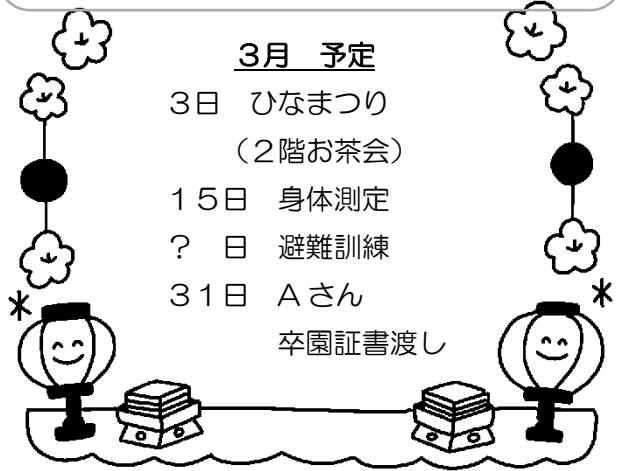 ３月　予定
３日　ひなまつり
（２階お茶会）
１５日　身体測定
？　日　避難訓練
３１日　Ａさん
卒園証書渡し